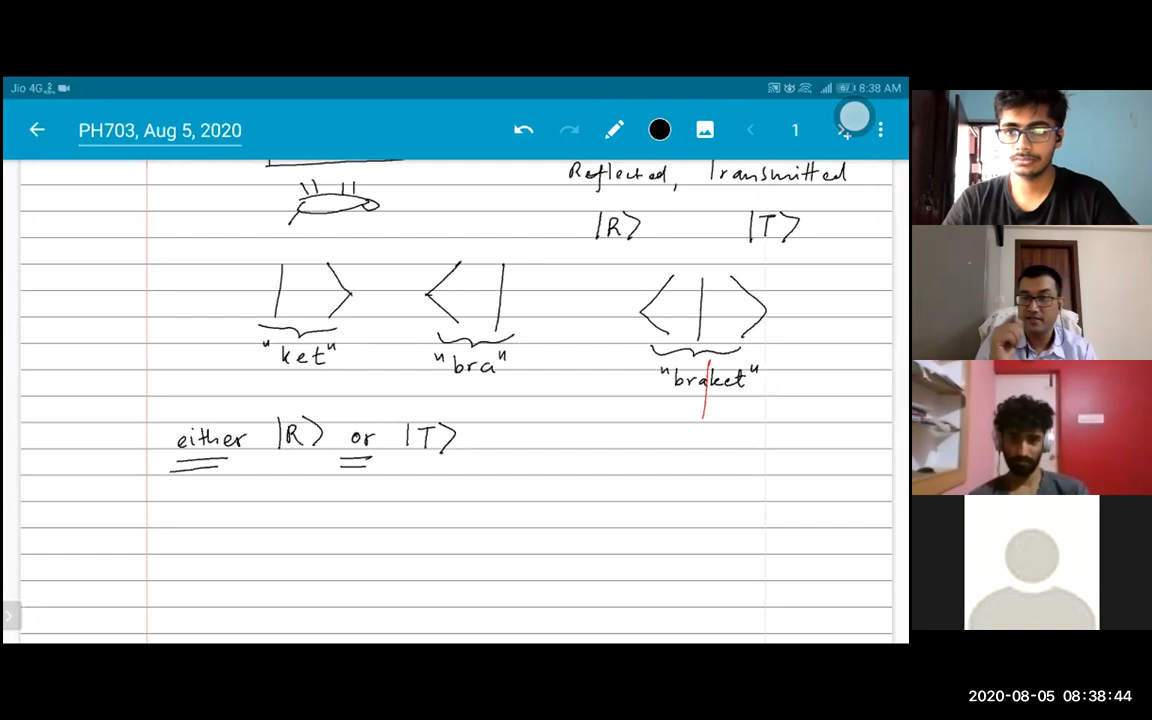 Jio 4G 8:38 AM
PH703, Aug 5, 2020 1
Reflected, Transmitted
|R⟩ |T⟩
| ⟩ ⟨ | ⟨ | ⟩
"ket" "bra" "braket"
either |R⟩ or |T⟩
2020-08-05 08:38:44